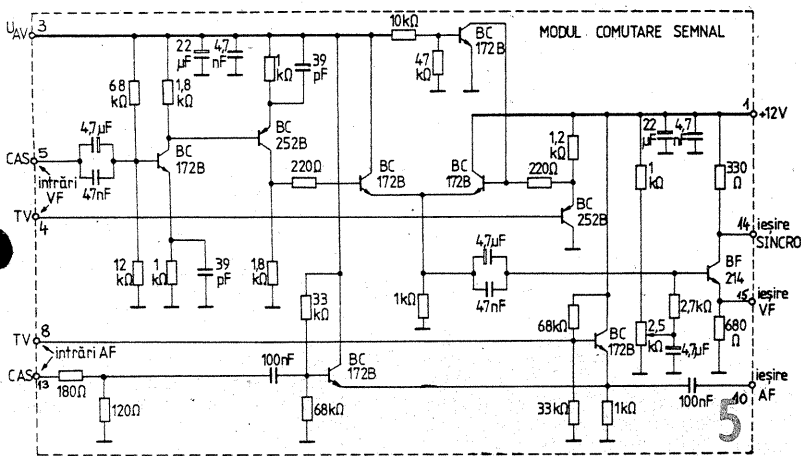 MODUL COMUTARE SEMNAL
U_AV 3
10kΩ
BC 172B
22 µF
4,7 nF
1 kΩ
39 pF
47 kΩ
68 kΩ
1,8 kΩ
1 +12V
4,7µF
47nF
BC 172B
BC 252B
220Ω
BC 172B
BC 172B
220Ω
1,2 kΩ
22 µF
4,7 nF
1 kΩ
330 Ω
CAS 5
intrări VF
TV 4
BC 252B
14 ieşire SINCRO
12 kΩ
1 kΩ
39 pF
1,8 kΩ
4,7µF
47nF
1kΩ
BF 214
15 ieşire VF
33 kΩ
68kΩ
2,7kΩ
2,5 kΩ
4,7µF
680 Ω
TV 8
intrări AF
BC 172B
CAS 13
180Ω
120Ω
100nF
BC 172B
68kΩ
33kΩ
1kΩ
100nF
10 ieşire AF
5